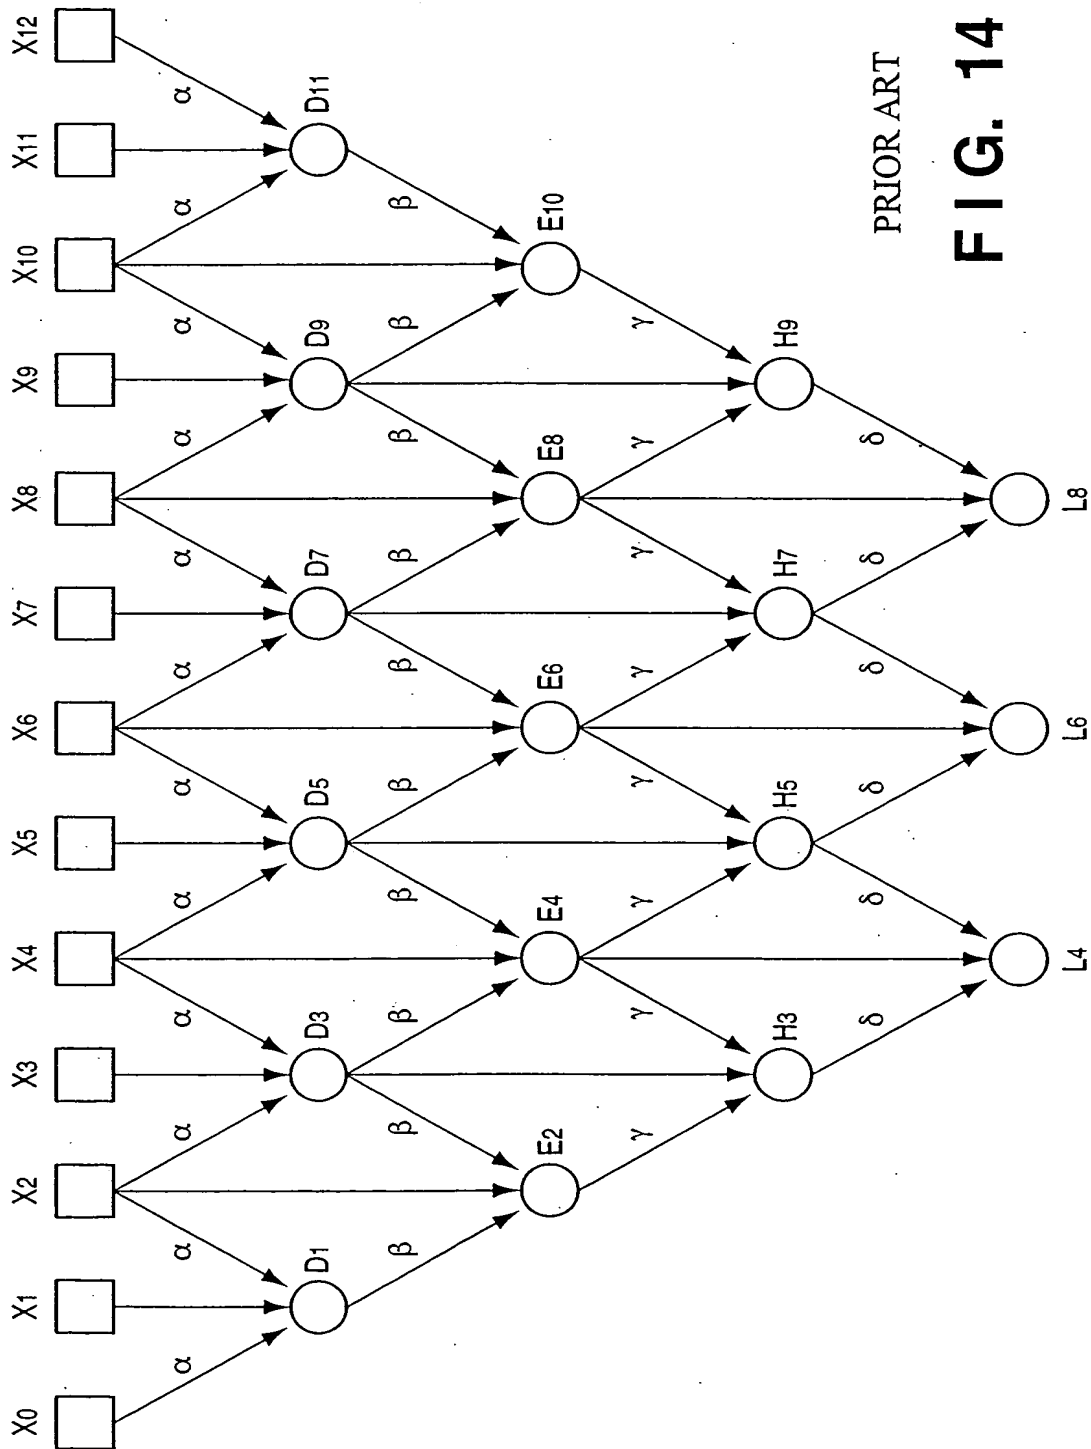 X0 X1 X2 X3 X4 X5 X6 X7 X8 X9 X10 X11 X12
α α α α α α α α α α α α
D1 D3 D5 D7 D9 D11
β β β β β β β β β β
E2 E4 E6 E8 E10
γ γ γ γ γ γ γ γ
H3 H5 H7 H9
δ δ δ δ δ δ
L4 L6 L8
PRIOR ART
FIG. 14